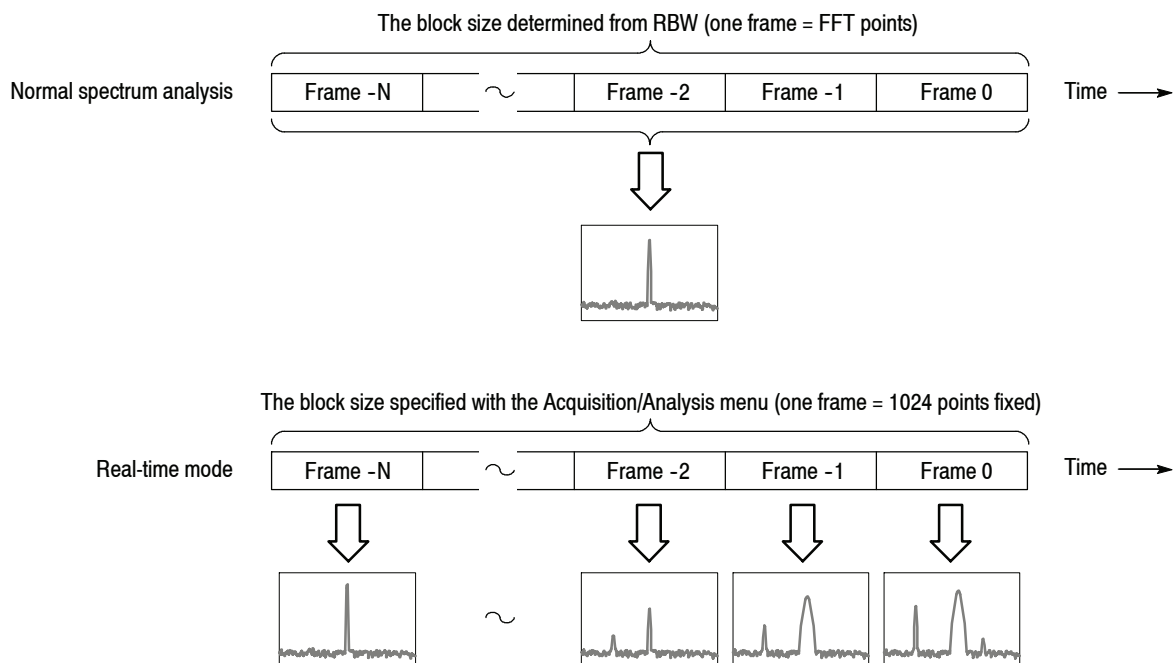 The block size determined from RBW (one frame = FFT points)
Normal spectrum analysis Frame -N Frame -2 Frame -1 Frame 0 Time
The block size specified with the Acquisition/Analysis menu (one frame = 1024 points fixed)
Real-time mode Frame -N Frame -2 Frame -1 Frame 0 Time